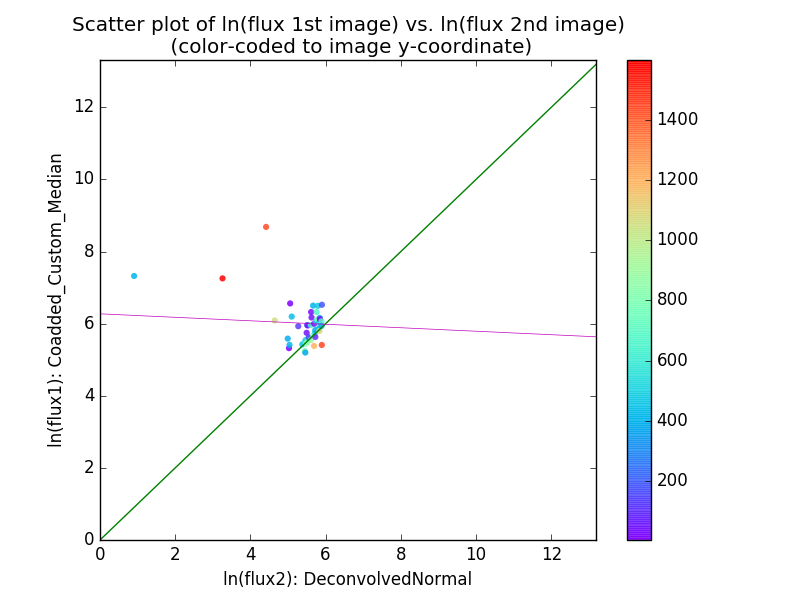 Scatter plot of ln(flux 1st image) vs. ln(flux 2nd image)
(color-coded to image y-coordinate)
ln(flux1): Coadded_Custom_Median
12
10
8
6
4
2
0
0 2 4 6 8 10 12
ln(flux2): DeconvolvedNormal
1400
1200
1000
800
600
400
200